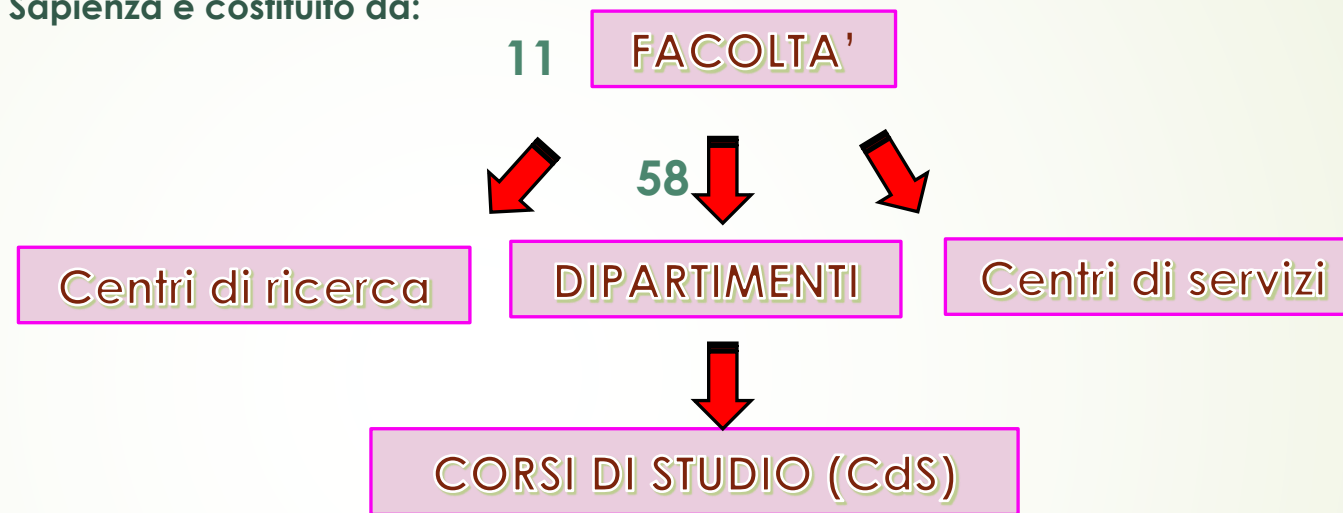 Sapienza è costituito da:
11 FACOLTA’
58
Centri di ricerca DIPARTIMENTI Centri di servizi
CORSI DI STUDIO (CdS)